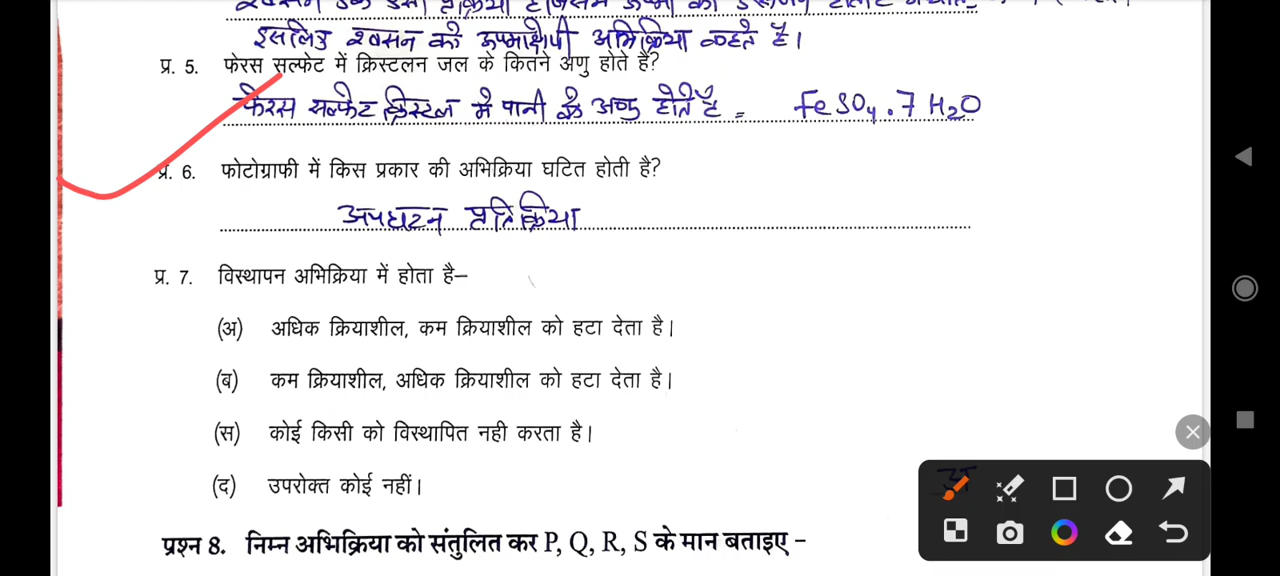 इसलिए श्वसन को ऊष्माक्षेपी अभिक्रिया कहते है।
प्र. 5. फेरस सल्फेट में क्रिस्टलन जल के कितने अणु होते हैं?
फेरस सल्फेट क्रिस्टल मे पानी के अणु होते है = FeSO4.7H2O
प्र. 6. फोटोग्राफी में किस प्रकार की अभिक्रिया घटित होती है?
अपघटन प्रतिक्रिया
प्र. 7. विस्थापन अभिक्रिया में होता है–
(अ) अधिक क्रियाशील, कम क्रियाशील को हटा देता है।
(ब) कम क्रियाशील, अधिक क्रियाशील को हटा देता है।
(स) कोई किसी को विस्थापित नही करता है।
(द) उपरोक्त कोई नहीं।
प्रश्न 8. निम्न अभिक्रिया को संतुलित कर P, Q, R, S के मान बताइए -